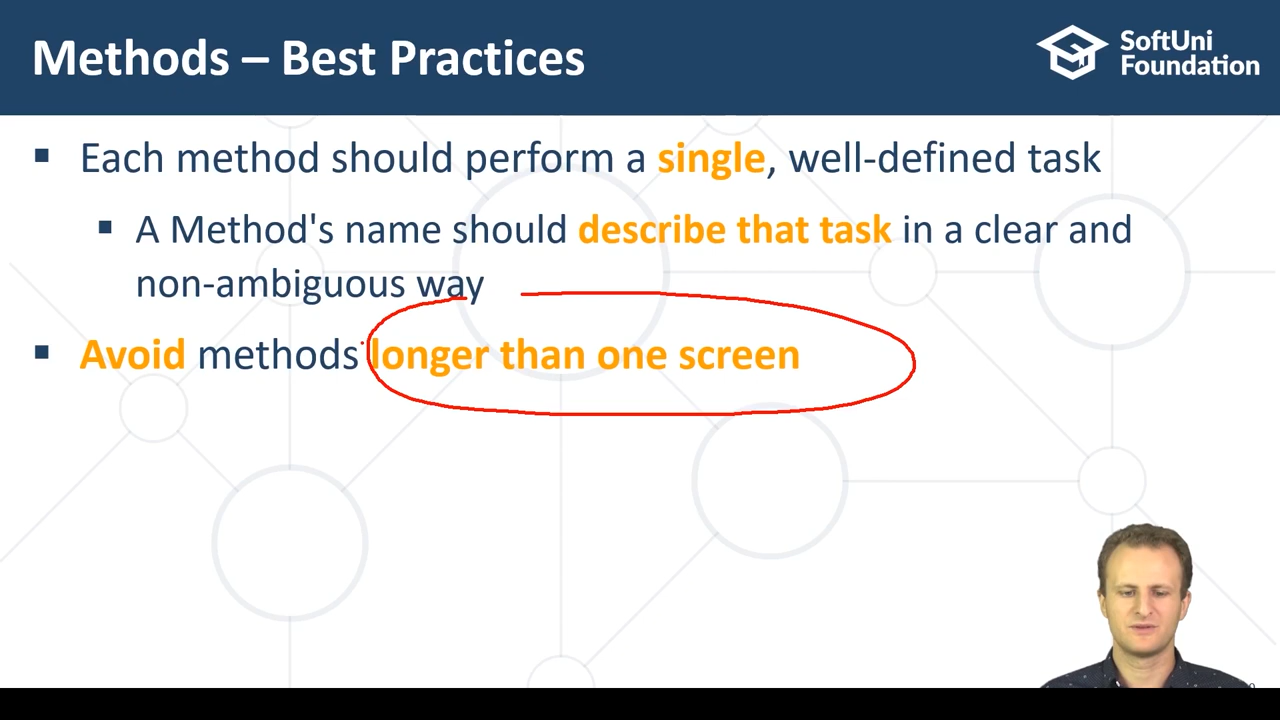 Methods – Best Practices
SoftUni
Foundation
▪ Each method should perform a single, well-defined task
▪ A Method's name should describe that task in a clear and
non-ambiguous way
▪ Avoid methods longer than one screen